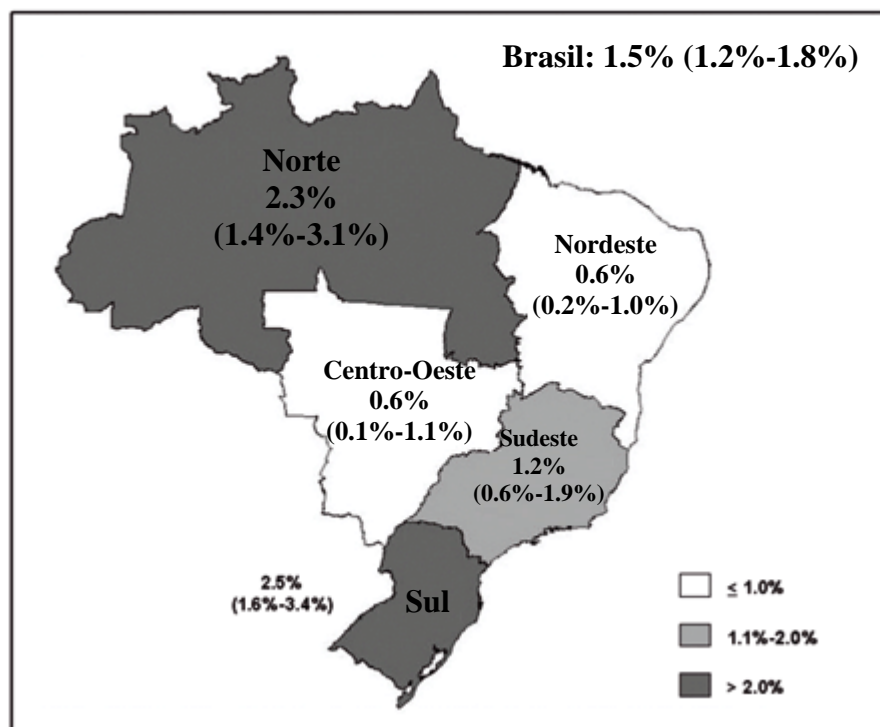 Brasil: 1.5% (1.2%-1.8%)
Norte
2.3%
(1.4%-3.1%)
Nordeste
0.6%
(0.2%-1.0%)
Centro-Oeste
0.6%
(0.1%-1.1%)
Sudeste
1.2%
(0.6%-1.9%)
2.5%
(1.6%-3.4%)
Sul
≤ 1.0%
1.1%-2.0%
> 2.0%